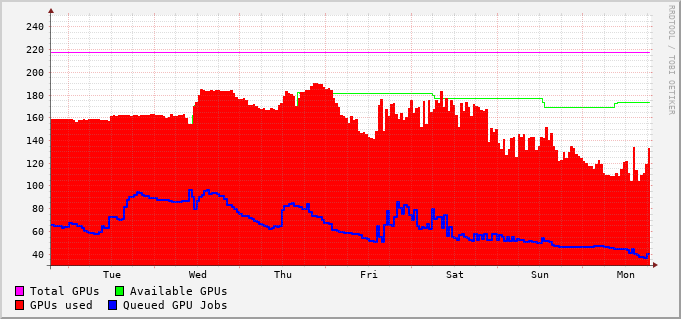 240
220
200
180
160
140
120
100
80
60
40
Tue Wed Thu Fri Sat Sun Mon
Total GPUs Available GPUs
GPUs used Queued GPU Jobs
RRDTOOL / TOBI OETIKER